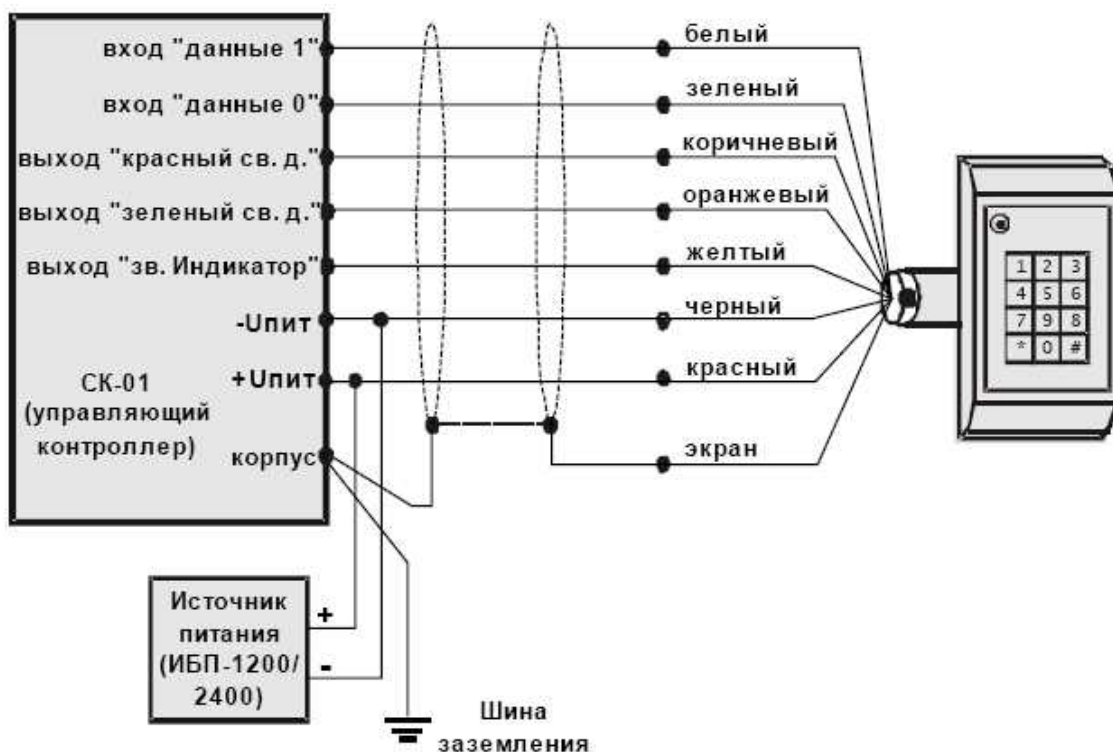 вход "данные 1"
вход "данные 0"
выход "красный св. д."
выход "зеленый св. д."
выход "зв. Индикатор"
-Uпит
+Uпит
СК-01
(управляющий
контроллер)
корпус
белый
зеленый
коричневый
оранжевый
желтый
черный
красный
экран
1 2 3
4 5 6
7 9 8
* 0 #
Источник
питания
(ИБП-1200/
2400)
+
-
Шина
заземления